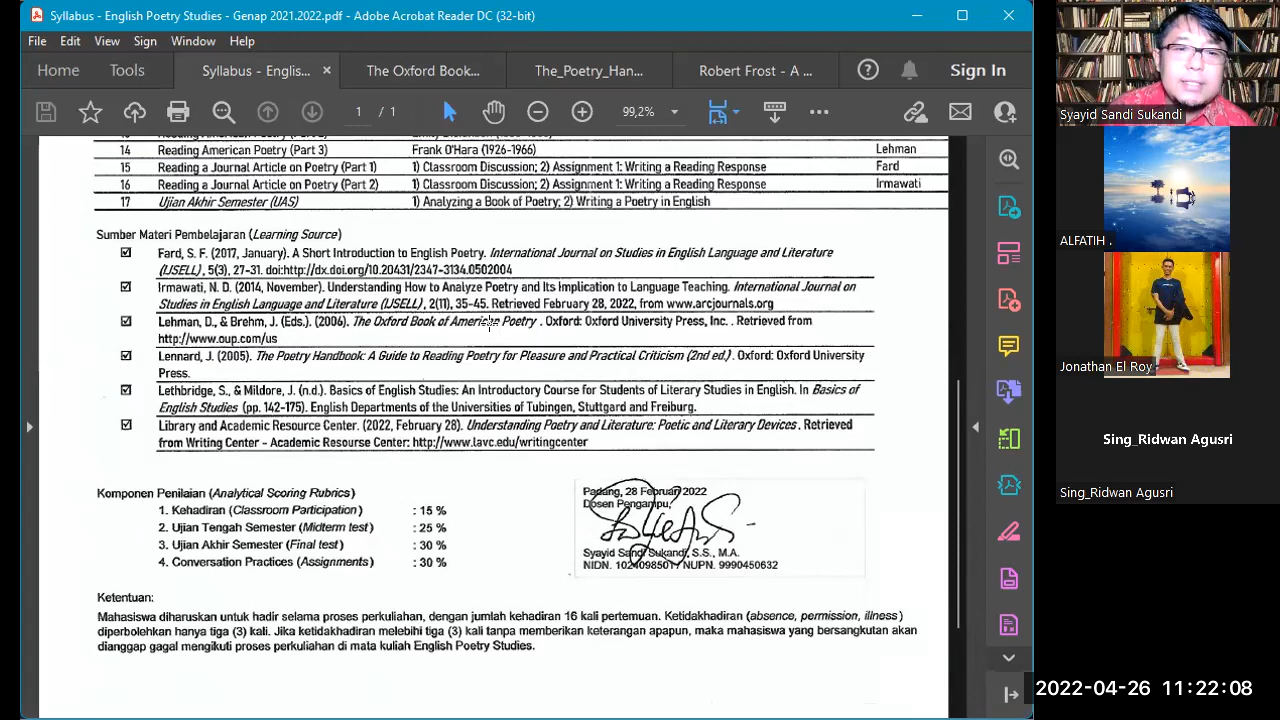 Syllabus - English Poetry Studies - Genap 2021.2022.pdf - Adobe Acrobat Reader DC (32-bit)
File Edit View Sign Window Help
Home Tools Syllabus - Englis... × The Oxford Book... The_Poetry_Han... Robert Frost - A ... Sign In
1 / 1 99,2%
14 Reading American Poetry (Part 3) Frank O'Hara (1926-1966) Lehman
15 Reading a Journal Article on Poetry (Part 1) 1) Classroom Discussion; 2) Assignment 1: Writing a Reading Response Fard
16 Reading a Journal Article on Poetry (Part 2) 1) Classroom Discussion; 2) Assignment 1: Writing a Reading Response Irmawati
17 Ujian Akhir Semester (UAS) 1) Analyzing a Book of Poetry; 2) Writing a Poetry in English
Sumber Materi Pembelajaran (Learning Source)
Fard, S. F. (2017, January). A Short Introduction to English Poetry. International Journal on Studies in English Language and Literature
(IJSELL), 5(3), 27-31. doi:http://dx.doi.org/10.20431/2347-3134.0502004
Irmawati, N. D. (2014, November). Understanding How to Analyze Poetry and Its Implication to Language Teaching. International Journal on
Studies in English Language and Literature (IJSELL), 2(11), 35-45. Retrieved February 28, 2022, from www.arcjournals.org
Lehman, D., & Brehm, J. (Eds.). (2006). The Oxford Book of American Poetry . Oxford: Oxford University Press, Inc. . Retrieved from
http://www.oup.com/us
Lennard, J. (2005). The Poetry Handbook: A Guide to Reading Poetry for Pleasure and Practical Criticism (2nd ed.). Oxford: Oxford University
Press.
Lethbridge, S., & Mildore, J. (n.d.). Basics of English Studies: An Introductory Course for Students of Literary Studies in English. In Basics of
English Studies (pp. 142-175). English Departments of the Universities of Tubingen, Stuttgard and Freiburg.
Library and Academic Resource Center. (2022, February 28). Understanding Poetry and Literature: Poetic and Literary Devices. Retrieved
from Writing Center - Academic Resourse Center: http://www.lavc.edu/writingcenter
Komponen Penilaian (Analytical Scoring Rubrics)
1. Kehadiran (Classroom Participation) : 15 %
2. Ujian Tengah Semester (Midterm test) : 25 %
3. Ujian Akhir Semester (Final test) : 30 %
4. Conversation Practices (Assignments) : 30 %
Padang, 28 Februari 2022
Dosen Pengampu,
Syayid Sandi Sukandi, S.S., M.A.
NIDN. 1024098501/ NUPN. 9990450632
Ketentuan:
Mahasiswa diharuskan untuk hadir selama proses perkuliahan, dengan jumlah kehadiran 16 kali pertemuan. Ketidakhadiran (absence, permission, illness)
diperbolehkan hanya tiga (3) kali. Jika ketidakhadiran melebihi tiga (3) kali tanpa memberikan keterangan apapun, maka mahasiswa yang bersangkutan akan
dianggap gagal mengikuti proses perkuliahan di mata kuliah English Poetry Studies.
Syayid Sandi Sukandi
ALFATIH .
Jonathan El Roy
Sing_Ridwan Agusri
Sing_Ridwan Agusri
2022-04-26 11:22:08